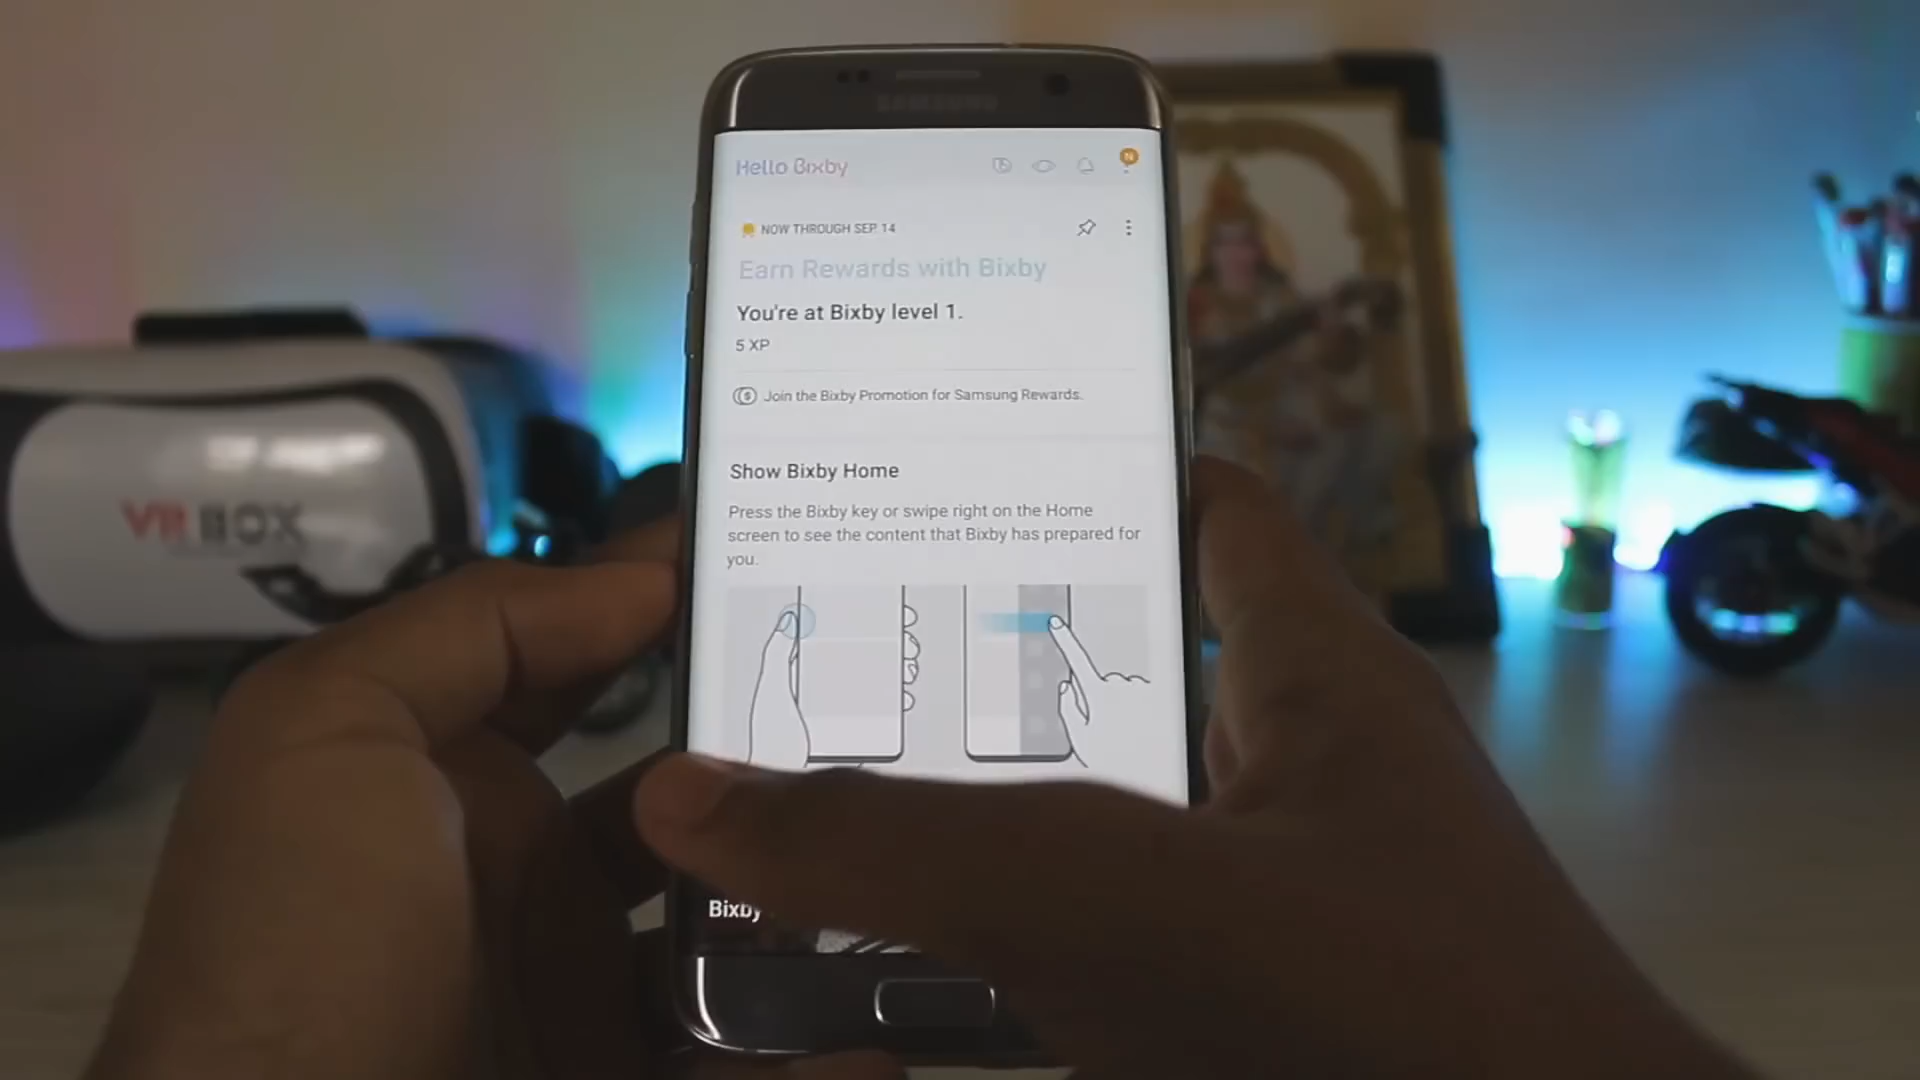 SAMSUNG
Hello Bixby
N
NOW THROUGH SEP. 14
Earn Rewards with Bixby
You're at Bixby level 1.
5 XP
Join the Bixby Promotion for Samsung Rewards.
Show Bixby Home
Press the Bixby key or swipe right on the Home
screen to see the content that Bixby has prepared for
you.
VR BOX
Bixby